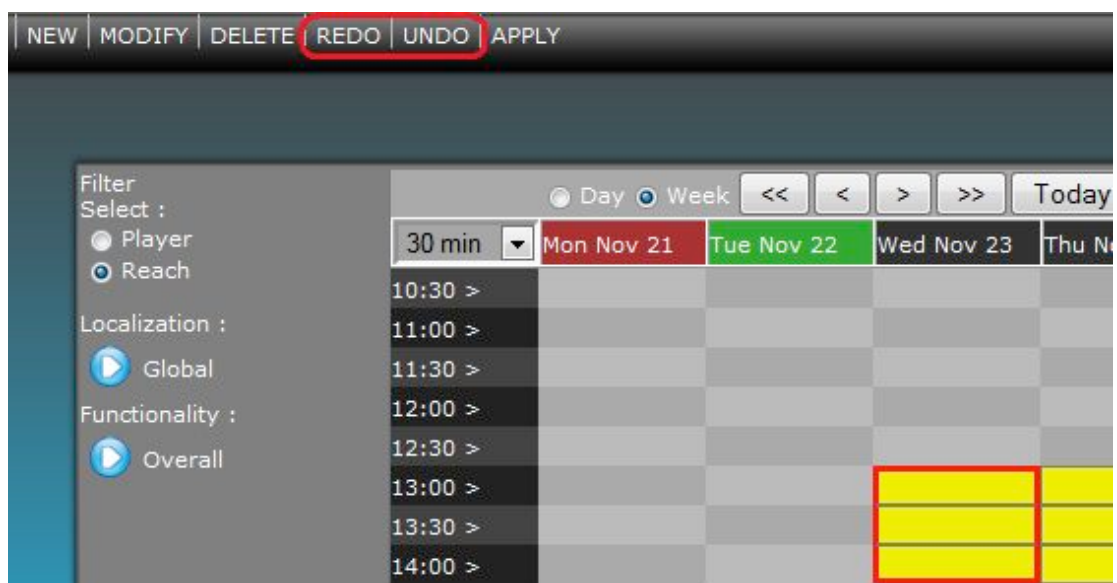 NEW MODIFY DELETE REDO UNDO APPLY
Filter
Select :
Player
Reach
Localization :
Global
Functionality :
Overall
Day Week << < > >> Today
30 min Mon Nov 21 Tue Nov 22 Wed Nov 23 Thu
10:30 >
11:00 >
11:30 >
12:00 >
12:30 >
13:00 >
13:30 >
14:00 >